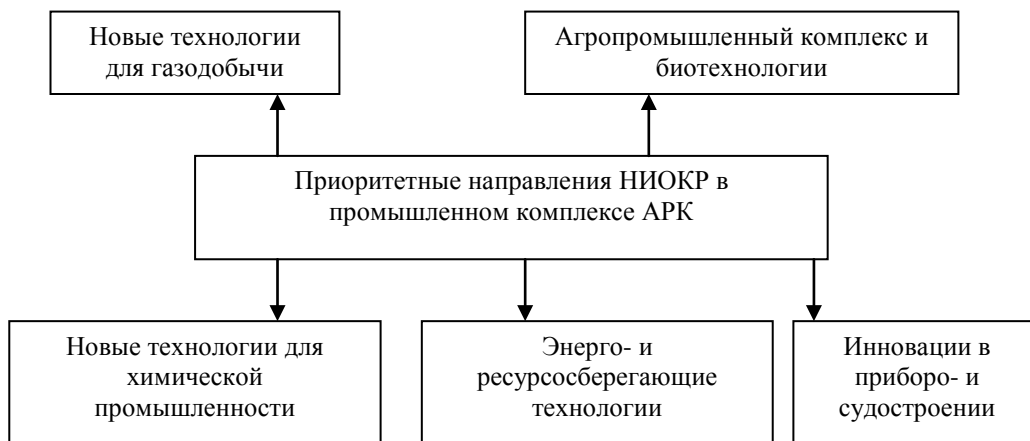 Новые технологии
для газодобычи
Агропромышленный комплекс и
биотехнологии
Приоритетные направления НИОКР в
промышленном комплексе АРК
Новые технологии для
химической
промышленности
Энерго- и
ресурсосберегающие
технологии
Инновации в
приборо- и
судостроении